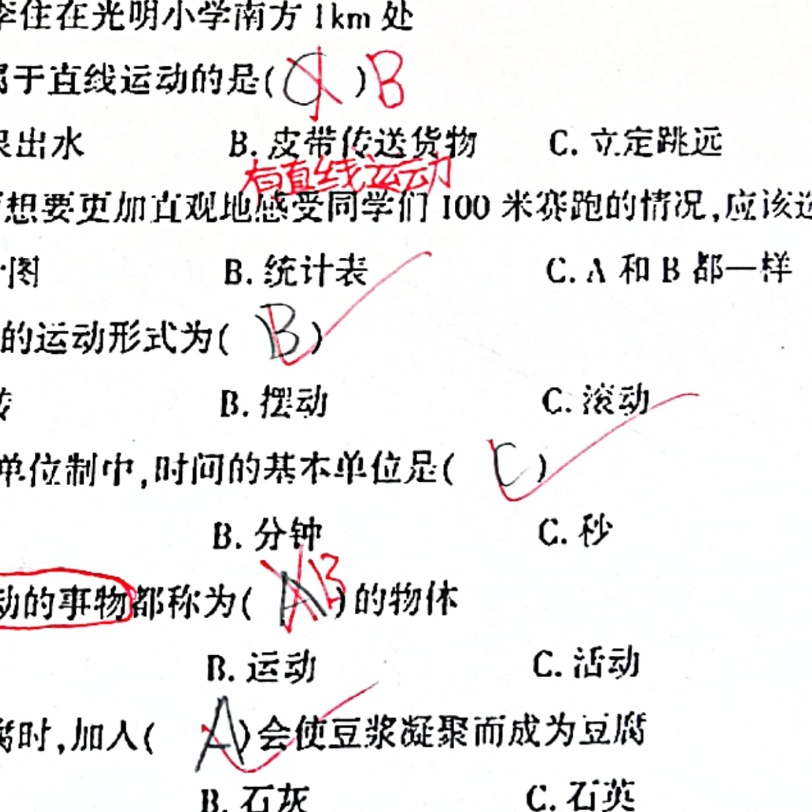 李住在光明小学南方 1km 处
属于直线运动的是( C )B
泉出水 B. 皮带传送货物 C. 立定跳远
有直线运动
想要更加直观地感受同学们 100 米赛跑的情况,应该选
图 B. 统计表 C. A 和 B 都一样
的运动形式为( B )
转 B. 摆动 C. 滚动
单位制中,时间的基本单位是( C )
B. 分钟 C. 秒
动的事物都称为( A B )的物体
B. 运动 C. 活动
腐时,加入( A )会使豆浆凝聚而成为豆腐
B. 石灰 C. 石英